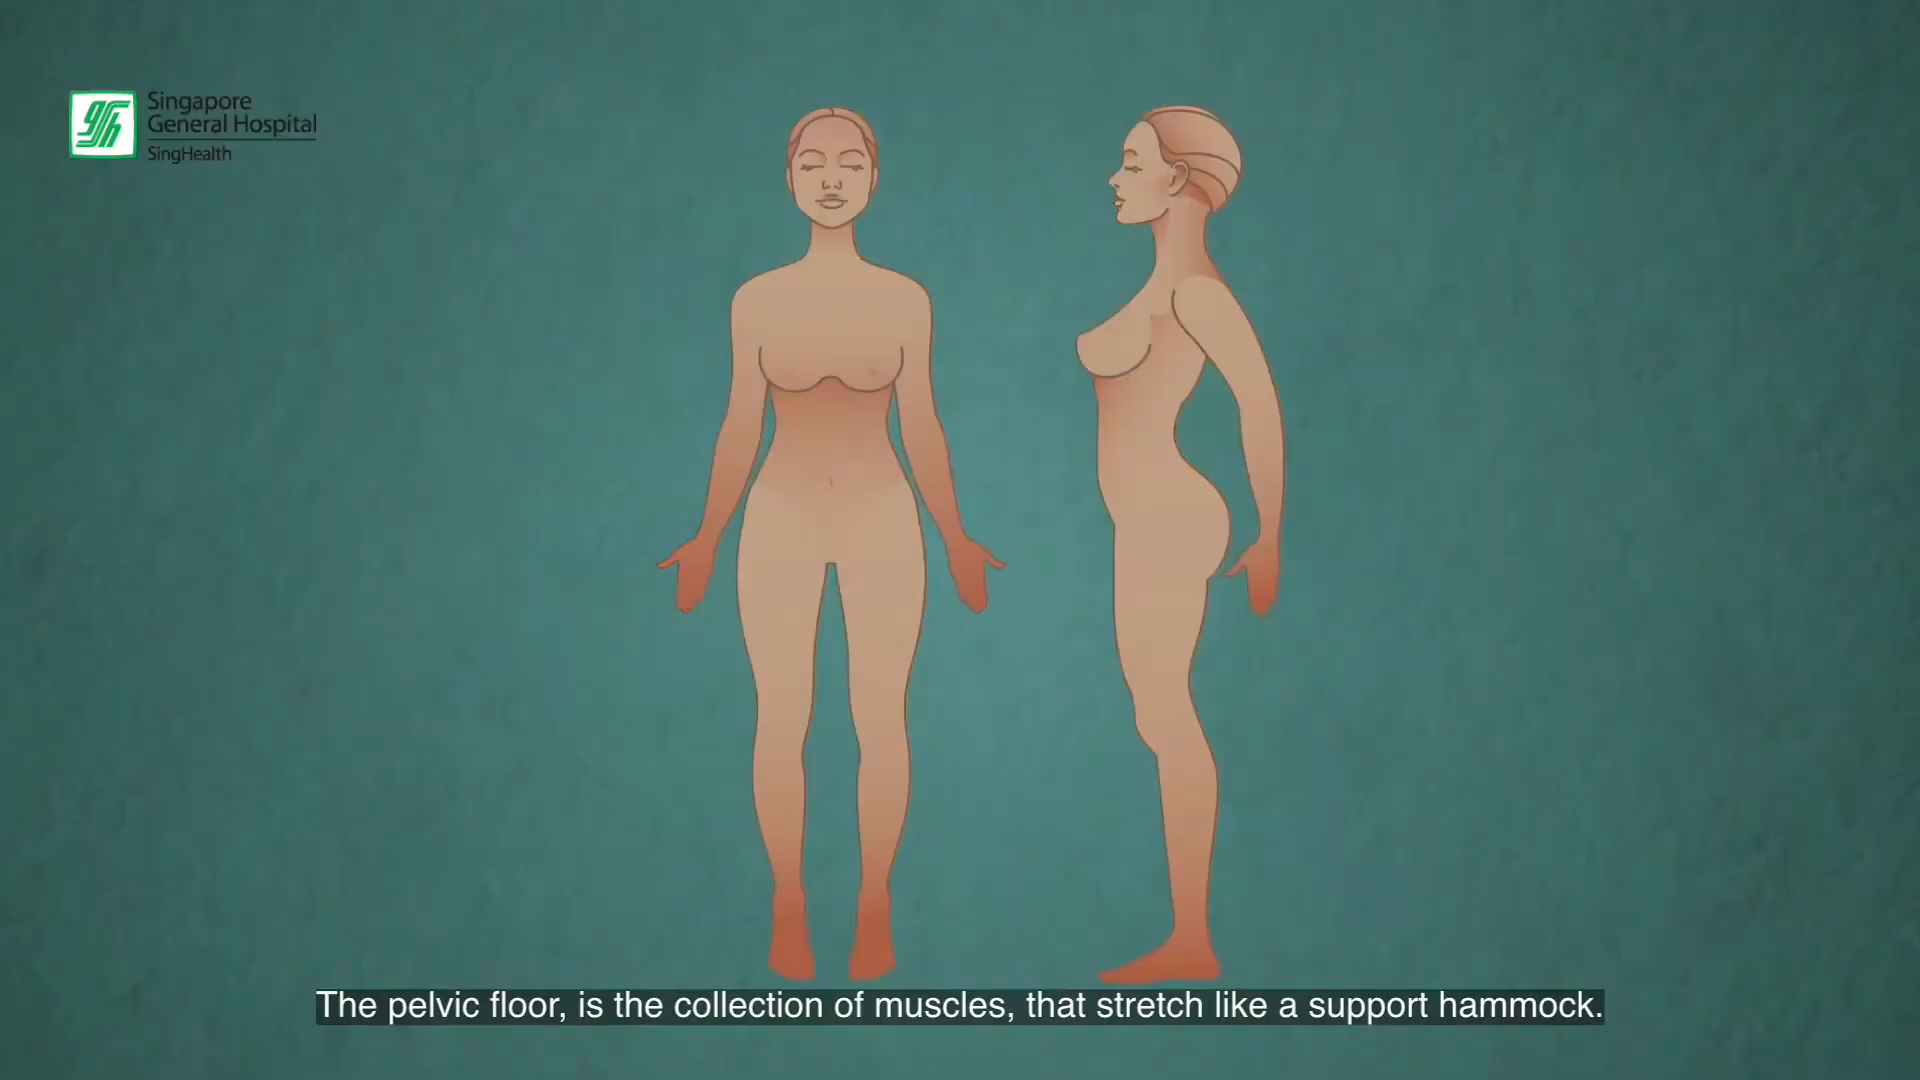 Singapore
General Hospital
SingHealth
The pelvic floor, is the collection of muscles, that stretch like a support hammock.